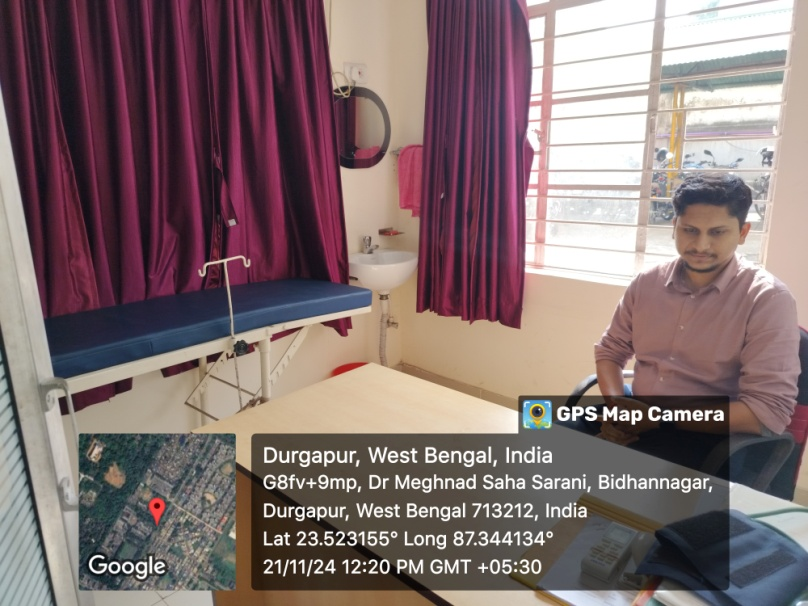 GPS Map Camera
Durgapur, West Bengal, India
G8fv+9mp, Dr Meghnad Saha Sarani, Bidhannagar,
Durgapur, West Bengal 713212, India
Lat 23.523155° Long 87.344134°
21/11/24 12:20 PM GMT +05:30
Google